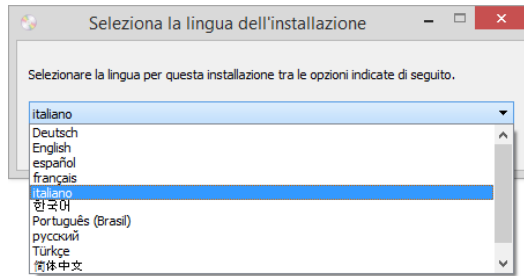 Seleziona la lingua dell'installazione
Selezionare la lingua per questa installazione tra le opzioni indicate di seguito.
italiano
Deutsch
English
español
français
italiano
한국어
Português (Brasil)
русский
Türkçe
简体中文